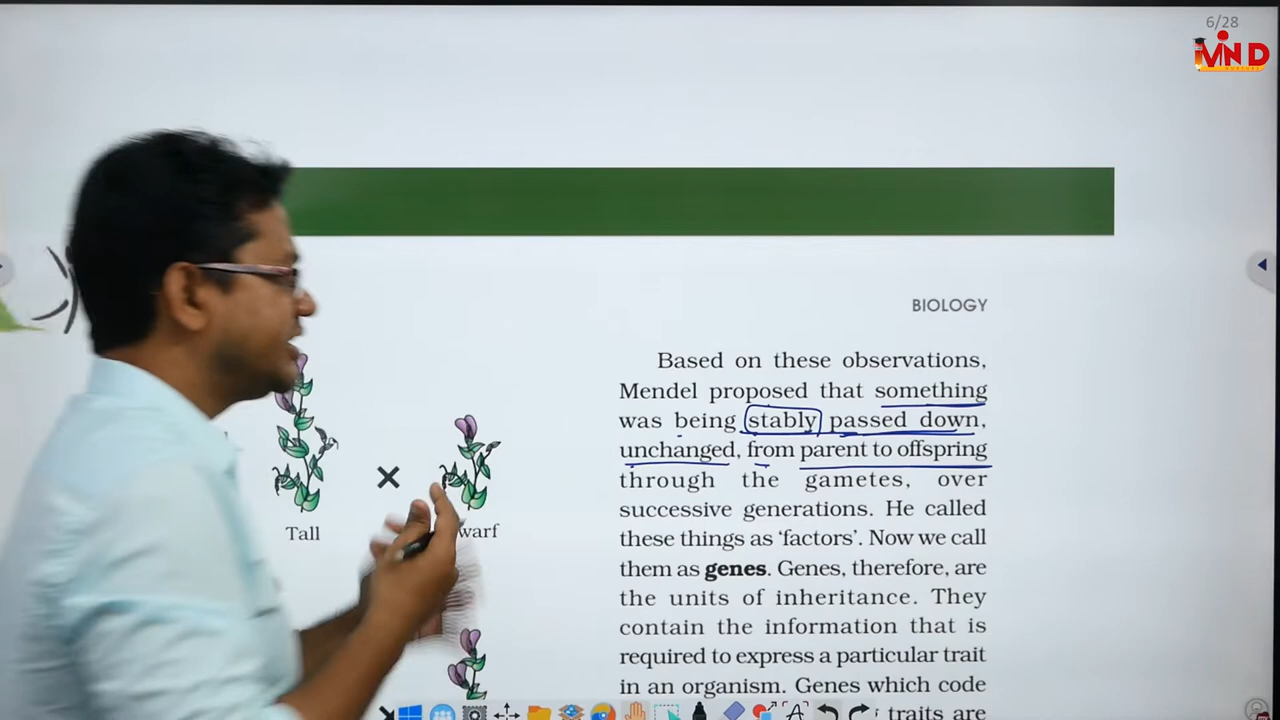 6/28
MIND
BIOLOGY
Based on these observations,
Mendel proposed that something
was being stably passed down,
unchanged, from parent to offspring
through the gametes, over
successive generations. He called
these things as ‘factors’. Now we call
them as genes. Genes, therefore, are
the units of inheritance. They
contain the information that is
required to express a particular trait
in an organism. Genes which code
traits are
×
Tall
warf